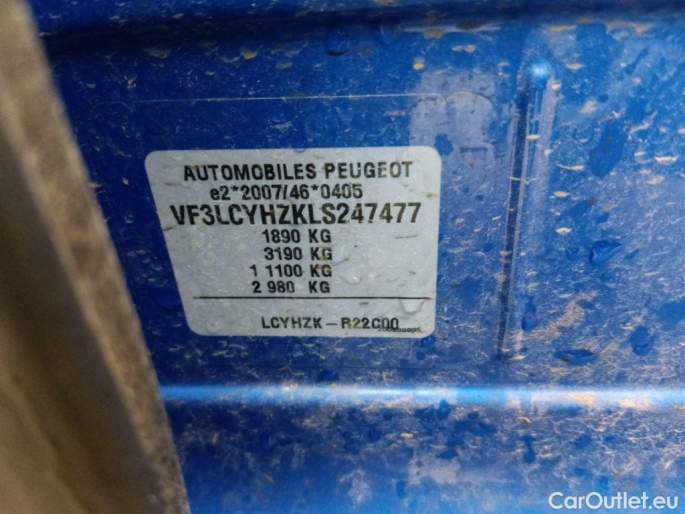 AUTOMOBILES PEUGEOT
e2*2007/46*0405
VF3LCYHZKLS247477
1890 KG
3190 KG
1 1100 KG
2 980 KG
LCYHZK-R22C00
CarOutlet.eu